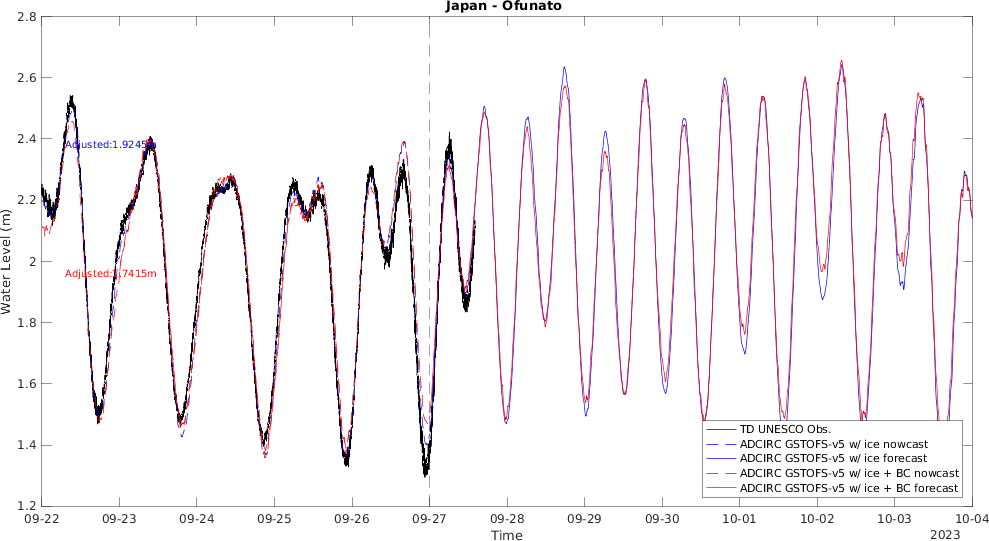 Japan - Ofunato
2.8
2.6
2.4
2.2
2
1.8
1.6
1.4
1.2
Water Level (m)
Adjusted:1.9245m
Adjusted:1.7415m
TD UNESCO Obs.
ADCIRC GSTOFS-v5 w/ ice nowcast
ADCIRC GSTOFS-v5 w/ ice forecast
ADCIRC GSTOFS-v5 w/ ice + BC nowcast
ADCIRC GSTOFS-v5 w/ ice + BC forecast
09-22 09-23 09-24 09-25 09-26 09-27 09-28 09-29 09-30 10-01 10-02 10-03 10-04
Time
2023